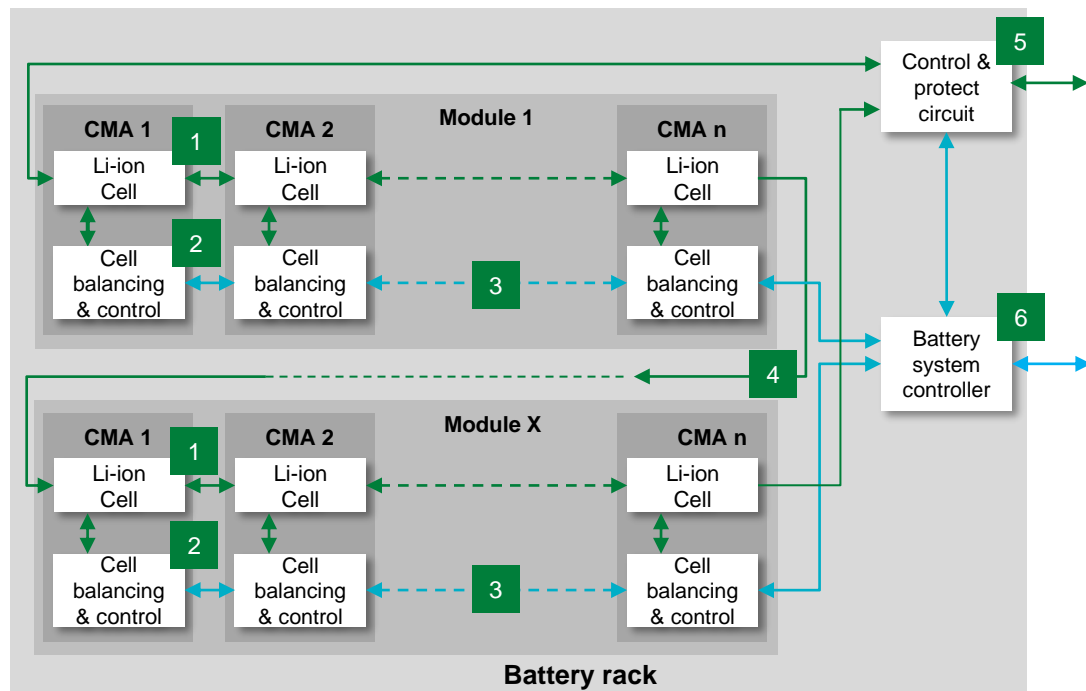 5
Control &
protect
circuit
Module 1
CMA 1
CMA 2
CMA n
1
Li-ion
Cell
Li-ion
Cell
Li-ion
Cell
2
Cell
balancing
& control
Cell
balancing
& control
3
Cell
balancing
& control
6
Battery
system
controller
4
Module X
CMA 1
CMA 2
CMA n
1
Li-ion
Cell
Li-ion
Cell
Li-ion
Cell
2
Cell
balancing
& control
Cell
balancing
& control
3
Cell
balancing
& control
Battery rack